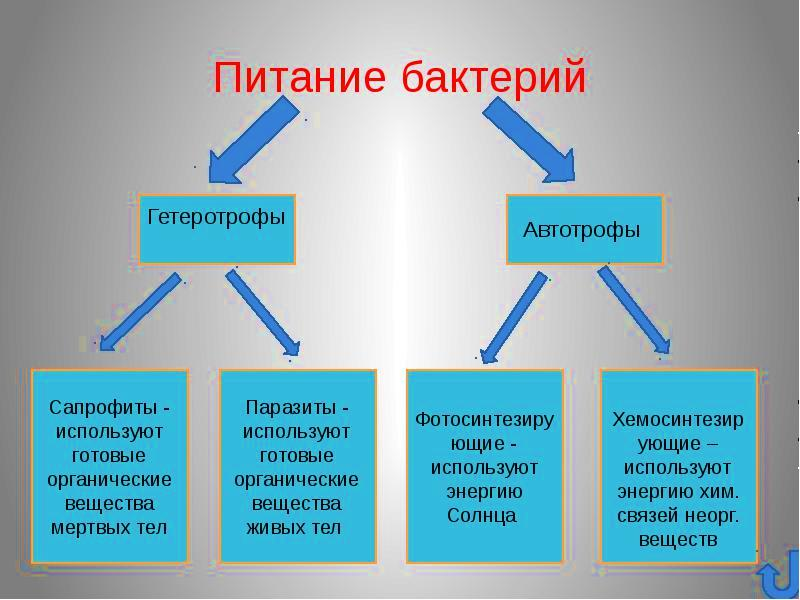 Питание бактерий
Гетеротрофы
Автотрофы
Сапрофиты -
используют
готовые
органические
вещества
мертвых тел
Паразиты -
используют
готовые
органические
вещества
живых тел
Фотосинтезиру
ющие -
используют
энергию
Солнца
Хемосинтезир
ующие –
используют
энергию хим.
связей неорг.
веществ